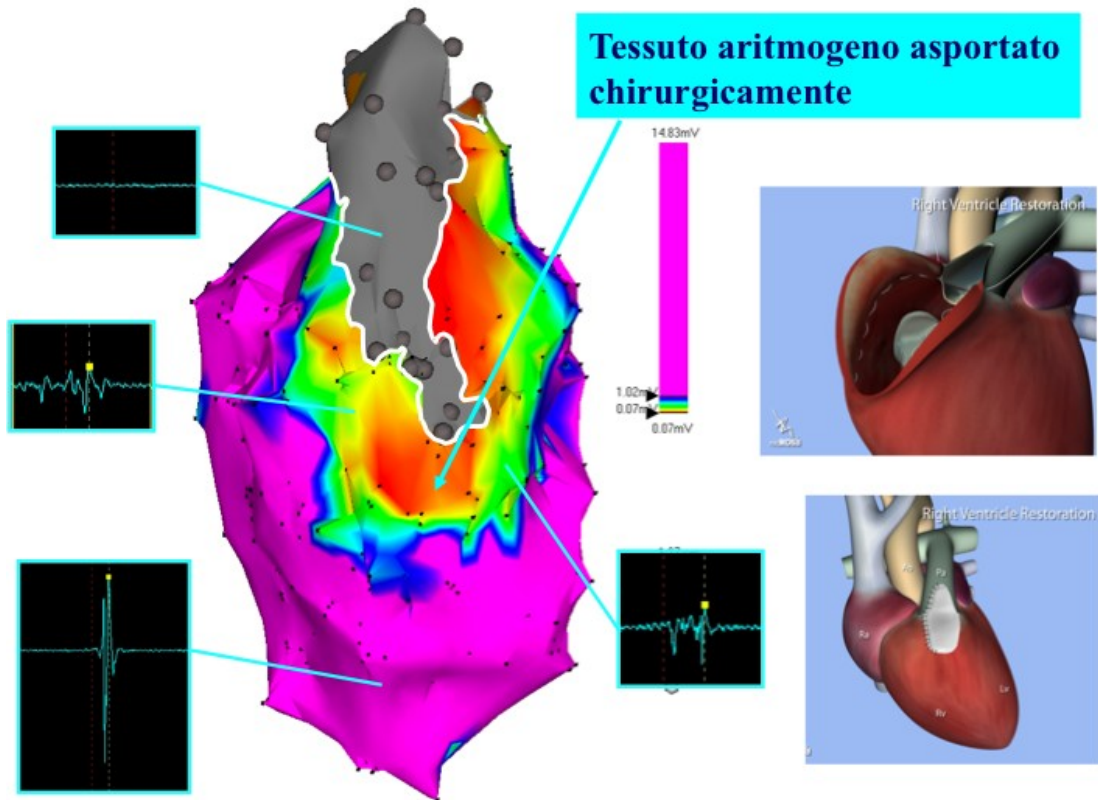 Tessuto aritmogeno asportato
chirurgicamente
14.83mV
1.02mV
0.07mV
0.07mV
Right Ventricle Restoration
Right Ventricle Restoration
Ao
Pa
Ra
Lv
Rv